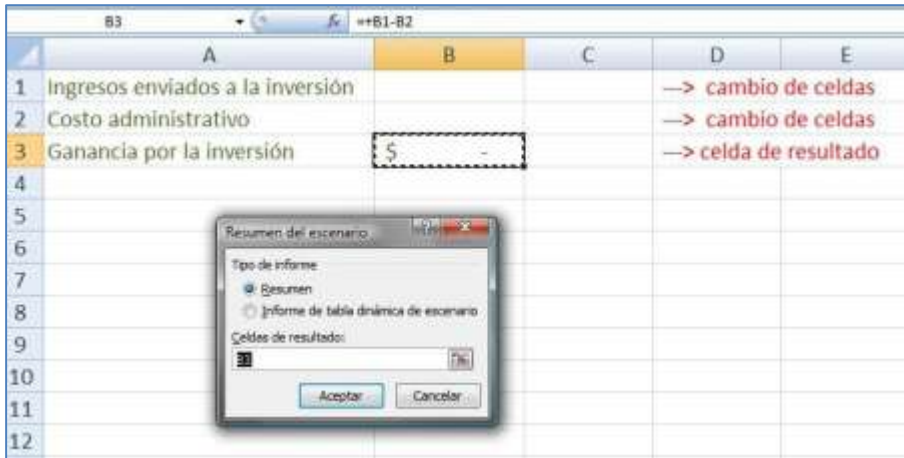 B3 fx =+B1-B2
A B C D E
1 Ingresos enviados a la inversión ---> cambio de celdas
2 Costo administrativo ---> cambio de celdas
3 Ganancia por la inversión $ - ---> celda de resultado
4
5
6
7
8
9
10
11
12
Resumen del escenario
Tipo de informe
Resumen
Informe de tabla dinámica de escenario
Celdas de resultado:
B3
Aceptar Cancelar